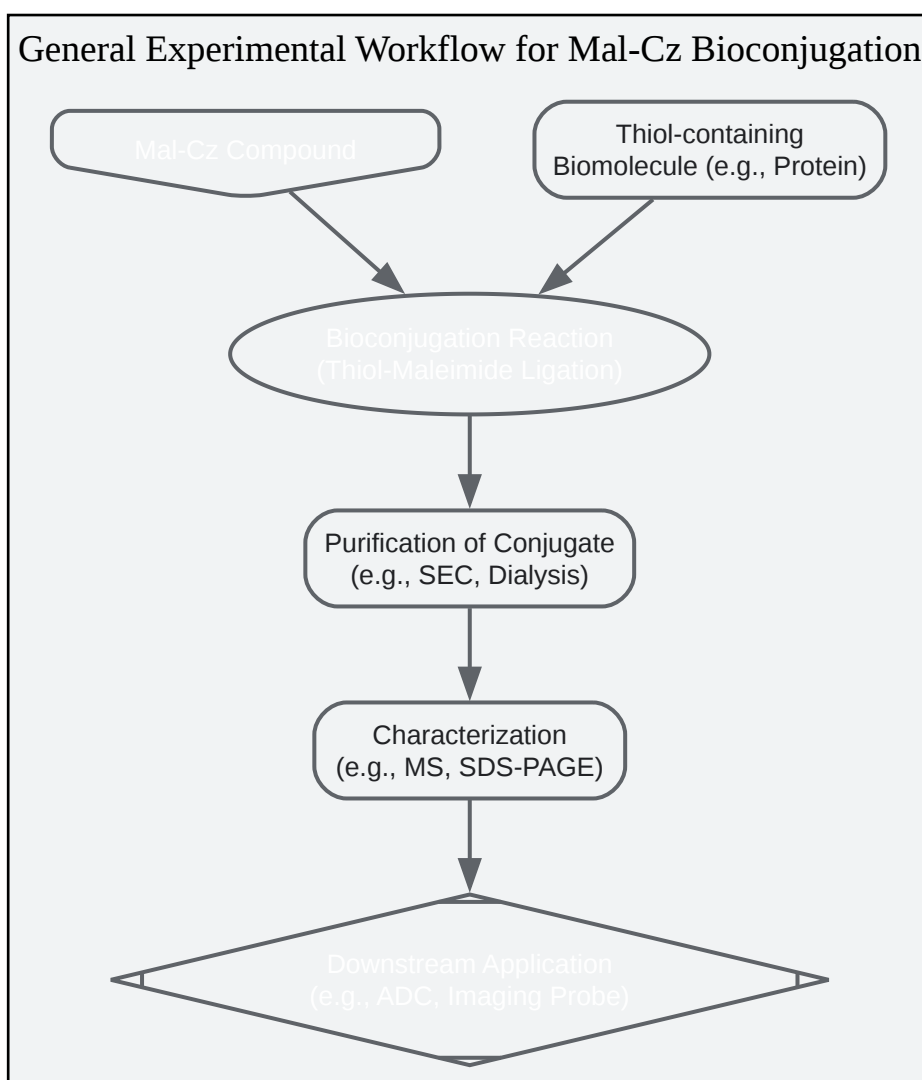 General Experimental Workflow for Mal-Cz Bioconjugation
Mal-Cz Compound
Thiol-containing
Biomolecule (e.g., Protein)
Bioconjugation Reaction
(Thiol-Maleimide Ligation)
Purification of Conjugate
(e.g., SEC, Dialysis)
Characterization
(e.g., MS, SDS-PAGE)
Downstream Application
(e.g., ADC, Imaging Probe)